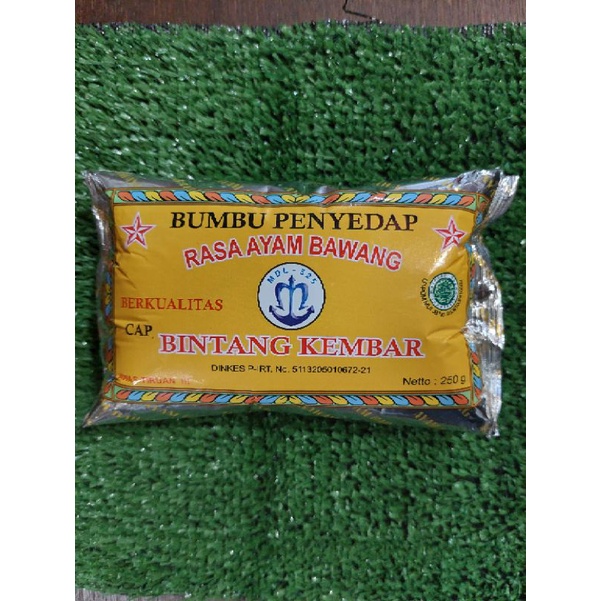 BUMBU PENYEDAP
RASA AYAM BAWANG
MDL - 525
BERKUALITAS
CAP
BINTANG KEMBAR
DINKES P-IRT. No. 5113206010672-21
Netto : 250 g